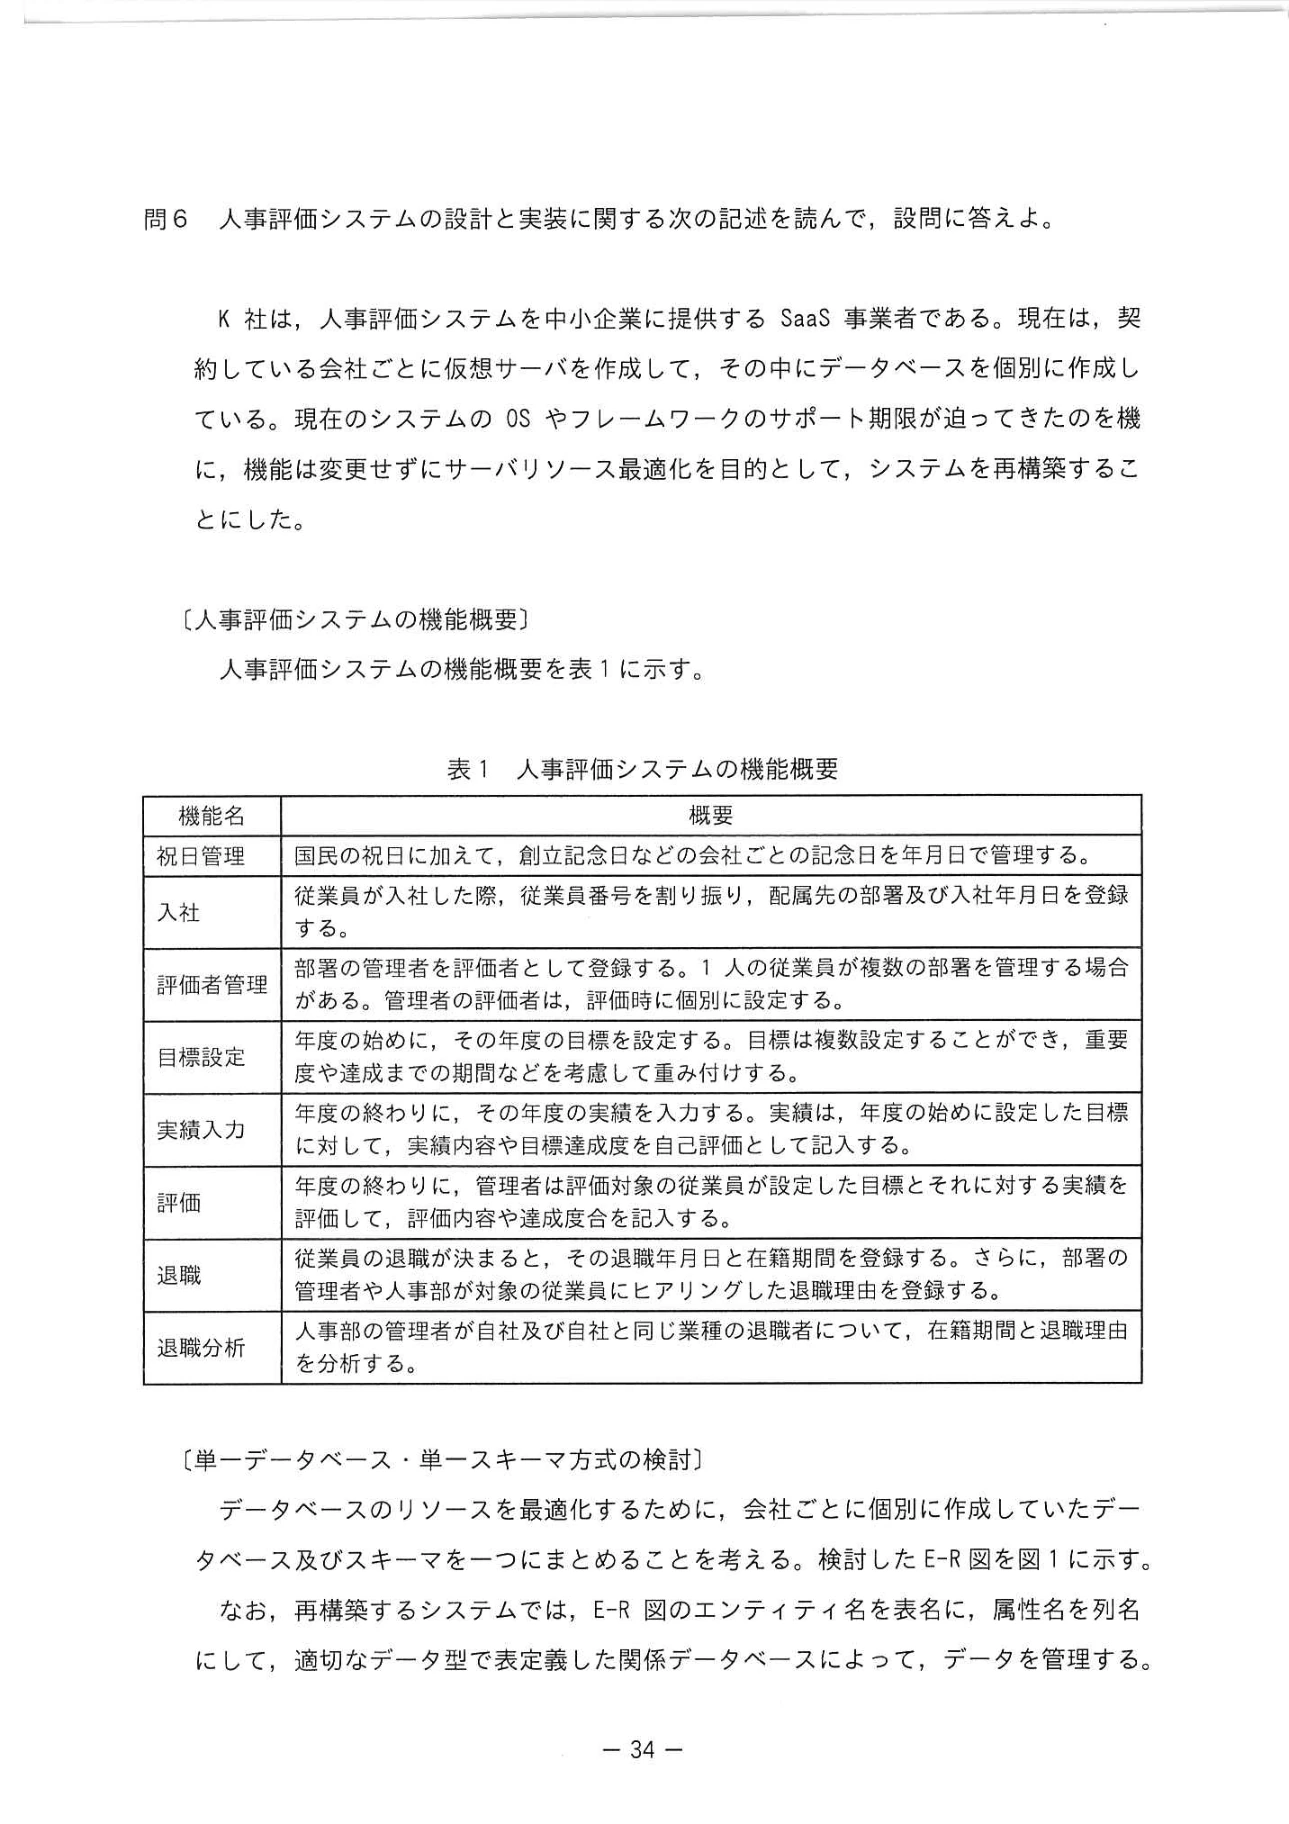 問６　人事評価システムの設計と実装に関する次の記述を読んで，設問に答えよ。
K 社は，人事評価システムを中小企業に提供する SaaS 事業者である。現在は，契
約している会社ごとに仮想サーバを作成して，その中にデータベースを個別に作成し
ている。現在のシステムの OS やフレームワークのサポート期限が迫ってきたのを機
に，機能は変更せずにサーバリソース最適化を目的として，システムを再構築するこ
とにした。
〔人事評価システムの機能概要〕
人事評価システムの機能概要を表 1 に示す。
表 1　人事評価システムの機能概要
機能名　概要
祝日管理　国民の祝日に加えて，創立記念日などの会社ごとの記念日を年月日で管理する。
入社　従業員が入社した際，従業員番号を割り振り，配属先の部署及び入社年月日を登録
する。
評価者管理　部署の管理者を評価者として登録する。1 人の従業員が複数の部署を管理する場合
がある。管理者の評価者は，評価時に個別に設定する。
目標設定　年度の始めに，その年度の目標を設定する。目標は複数設定することができ，重要
度や達成までの期間などを考慮して重み付けする。
実績入力　年度の終わりに，その年度の実績を入力する。実績は，年度の始めに設定した目標
に対して，実績内容や目標達成度を自己評価として記入する。
評価　年度の終わりに，管理者は評価対象の従業員が設定した目標とそれに対する実績を
評価して，評価内容や達成度合を記入する。
退職　従業員の退職が決まると，その退職年月日と在籍期間を登録する。さらに，部署の
管理者や人事部が対象の従業員にヒアリングした退職理由を登録する。
退職分析　人事部の管理者が自社及び自社と同じ業種の退職者について，在籍期間と退職理由
を分析する。
〔単一データベース・単一スキーマ方式の検討〕
データベースのリソースを最適化するために，会社ごとに個別に作成していたデー
タベース及びスキーマを一つにまとめることを考える。検討した E-R 図を図 1 に示す。
なお，再構築するシステムでは，E-R 図のエンティティ名を表名に，属性名を列名
にして，適切なデータ型で表定義した関係データベースによって，データを管理する。
－ 34 －